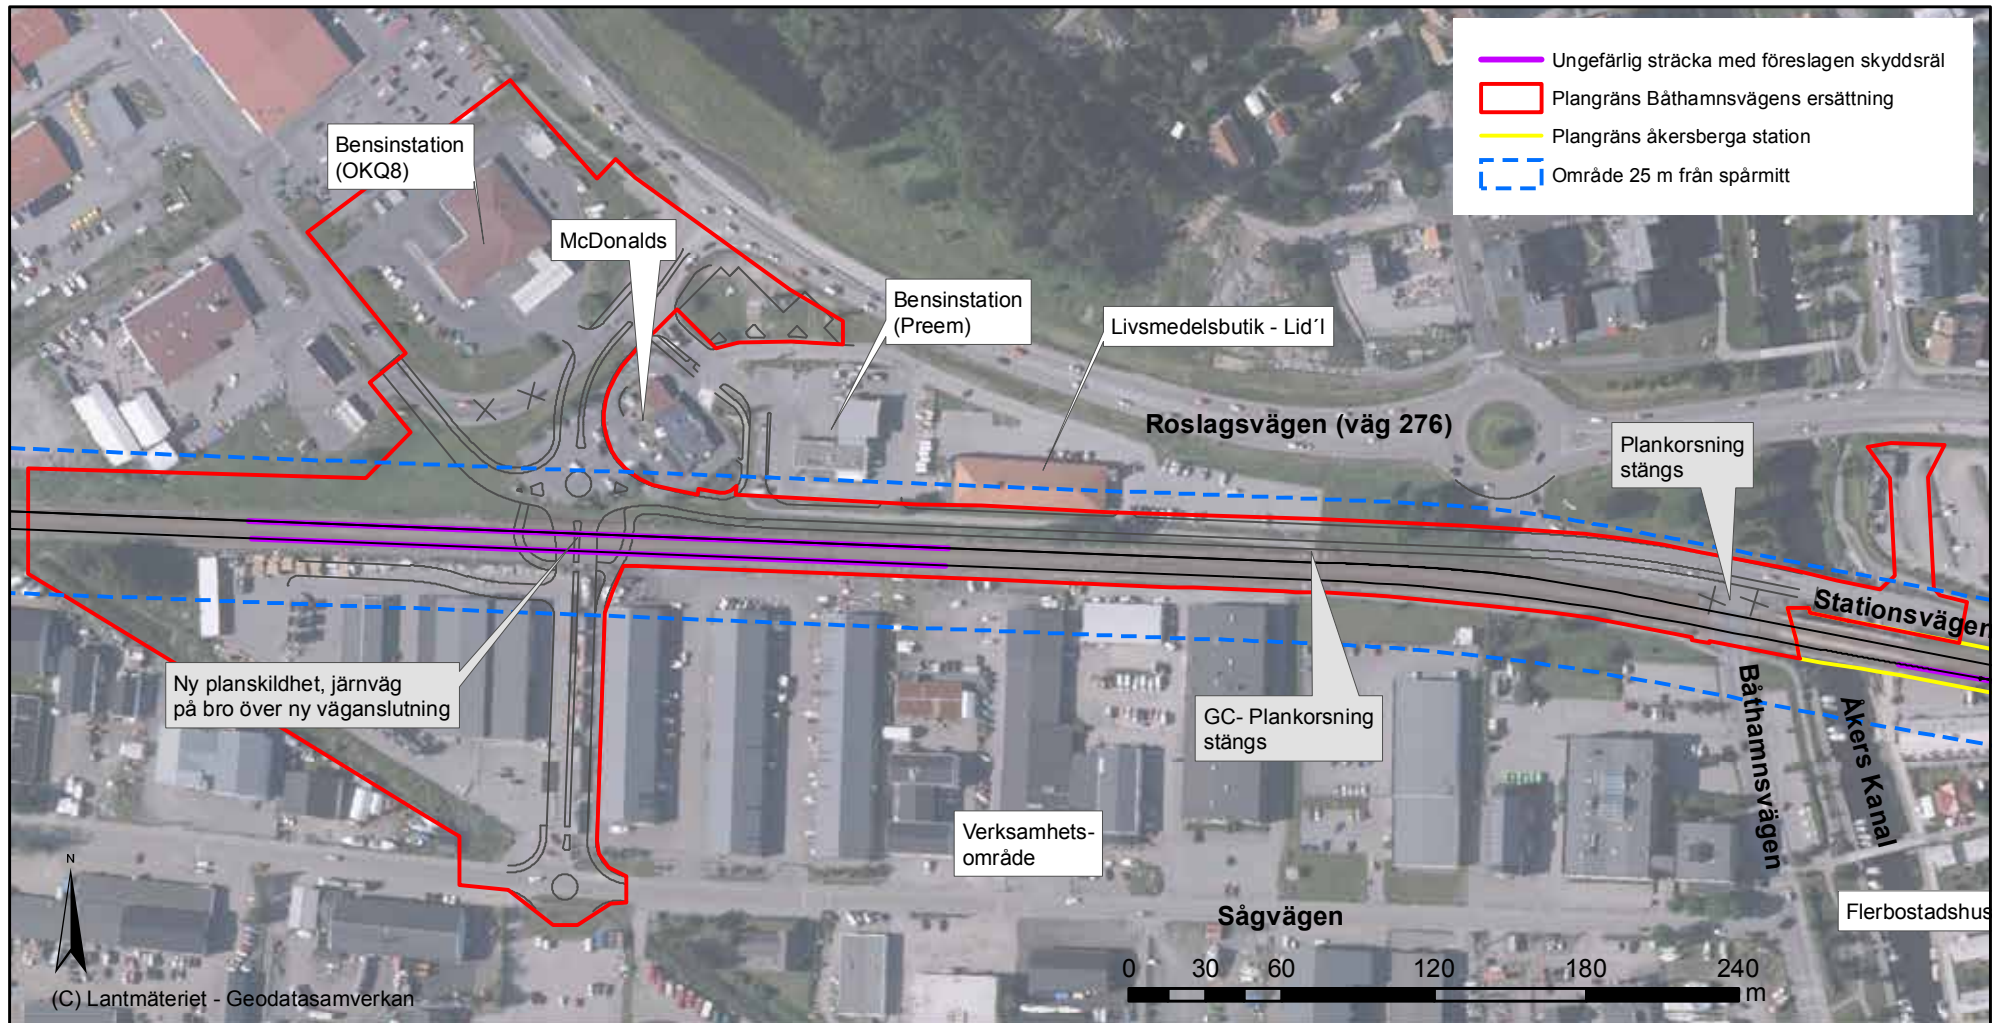 Ungefärlig sträcka med föreslagen skyddsräl
Plangräns Båthamnsvägens ersättning
Plangräns åkersberga station
Område 25 m från spårmitt
Bensinstation
(OKQ8)
McDonalds
Bensinstation
(Preem)
Livsmedelsbutik - Lid´l
Roslagsvägen (väg 276)
Plankorsning
stängs
Stationsvägen
Ny planskildhet, järnväg
på bro över ny väganslutning
GC- Plankorsning
stängs
Båthamnsvägen
Åkers Kanal
Verksamhets-
område
Sågvägen
Flerbostadshus
N
0 30 60 120 180 240
m
(C) Lantmäteriet - Geodatasamverkan